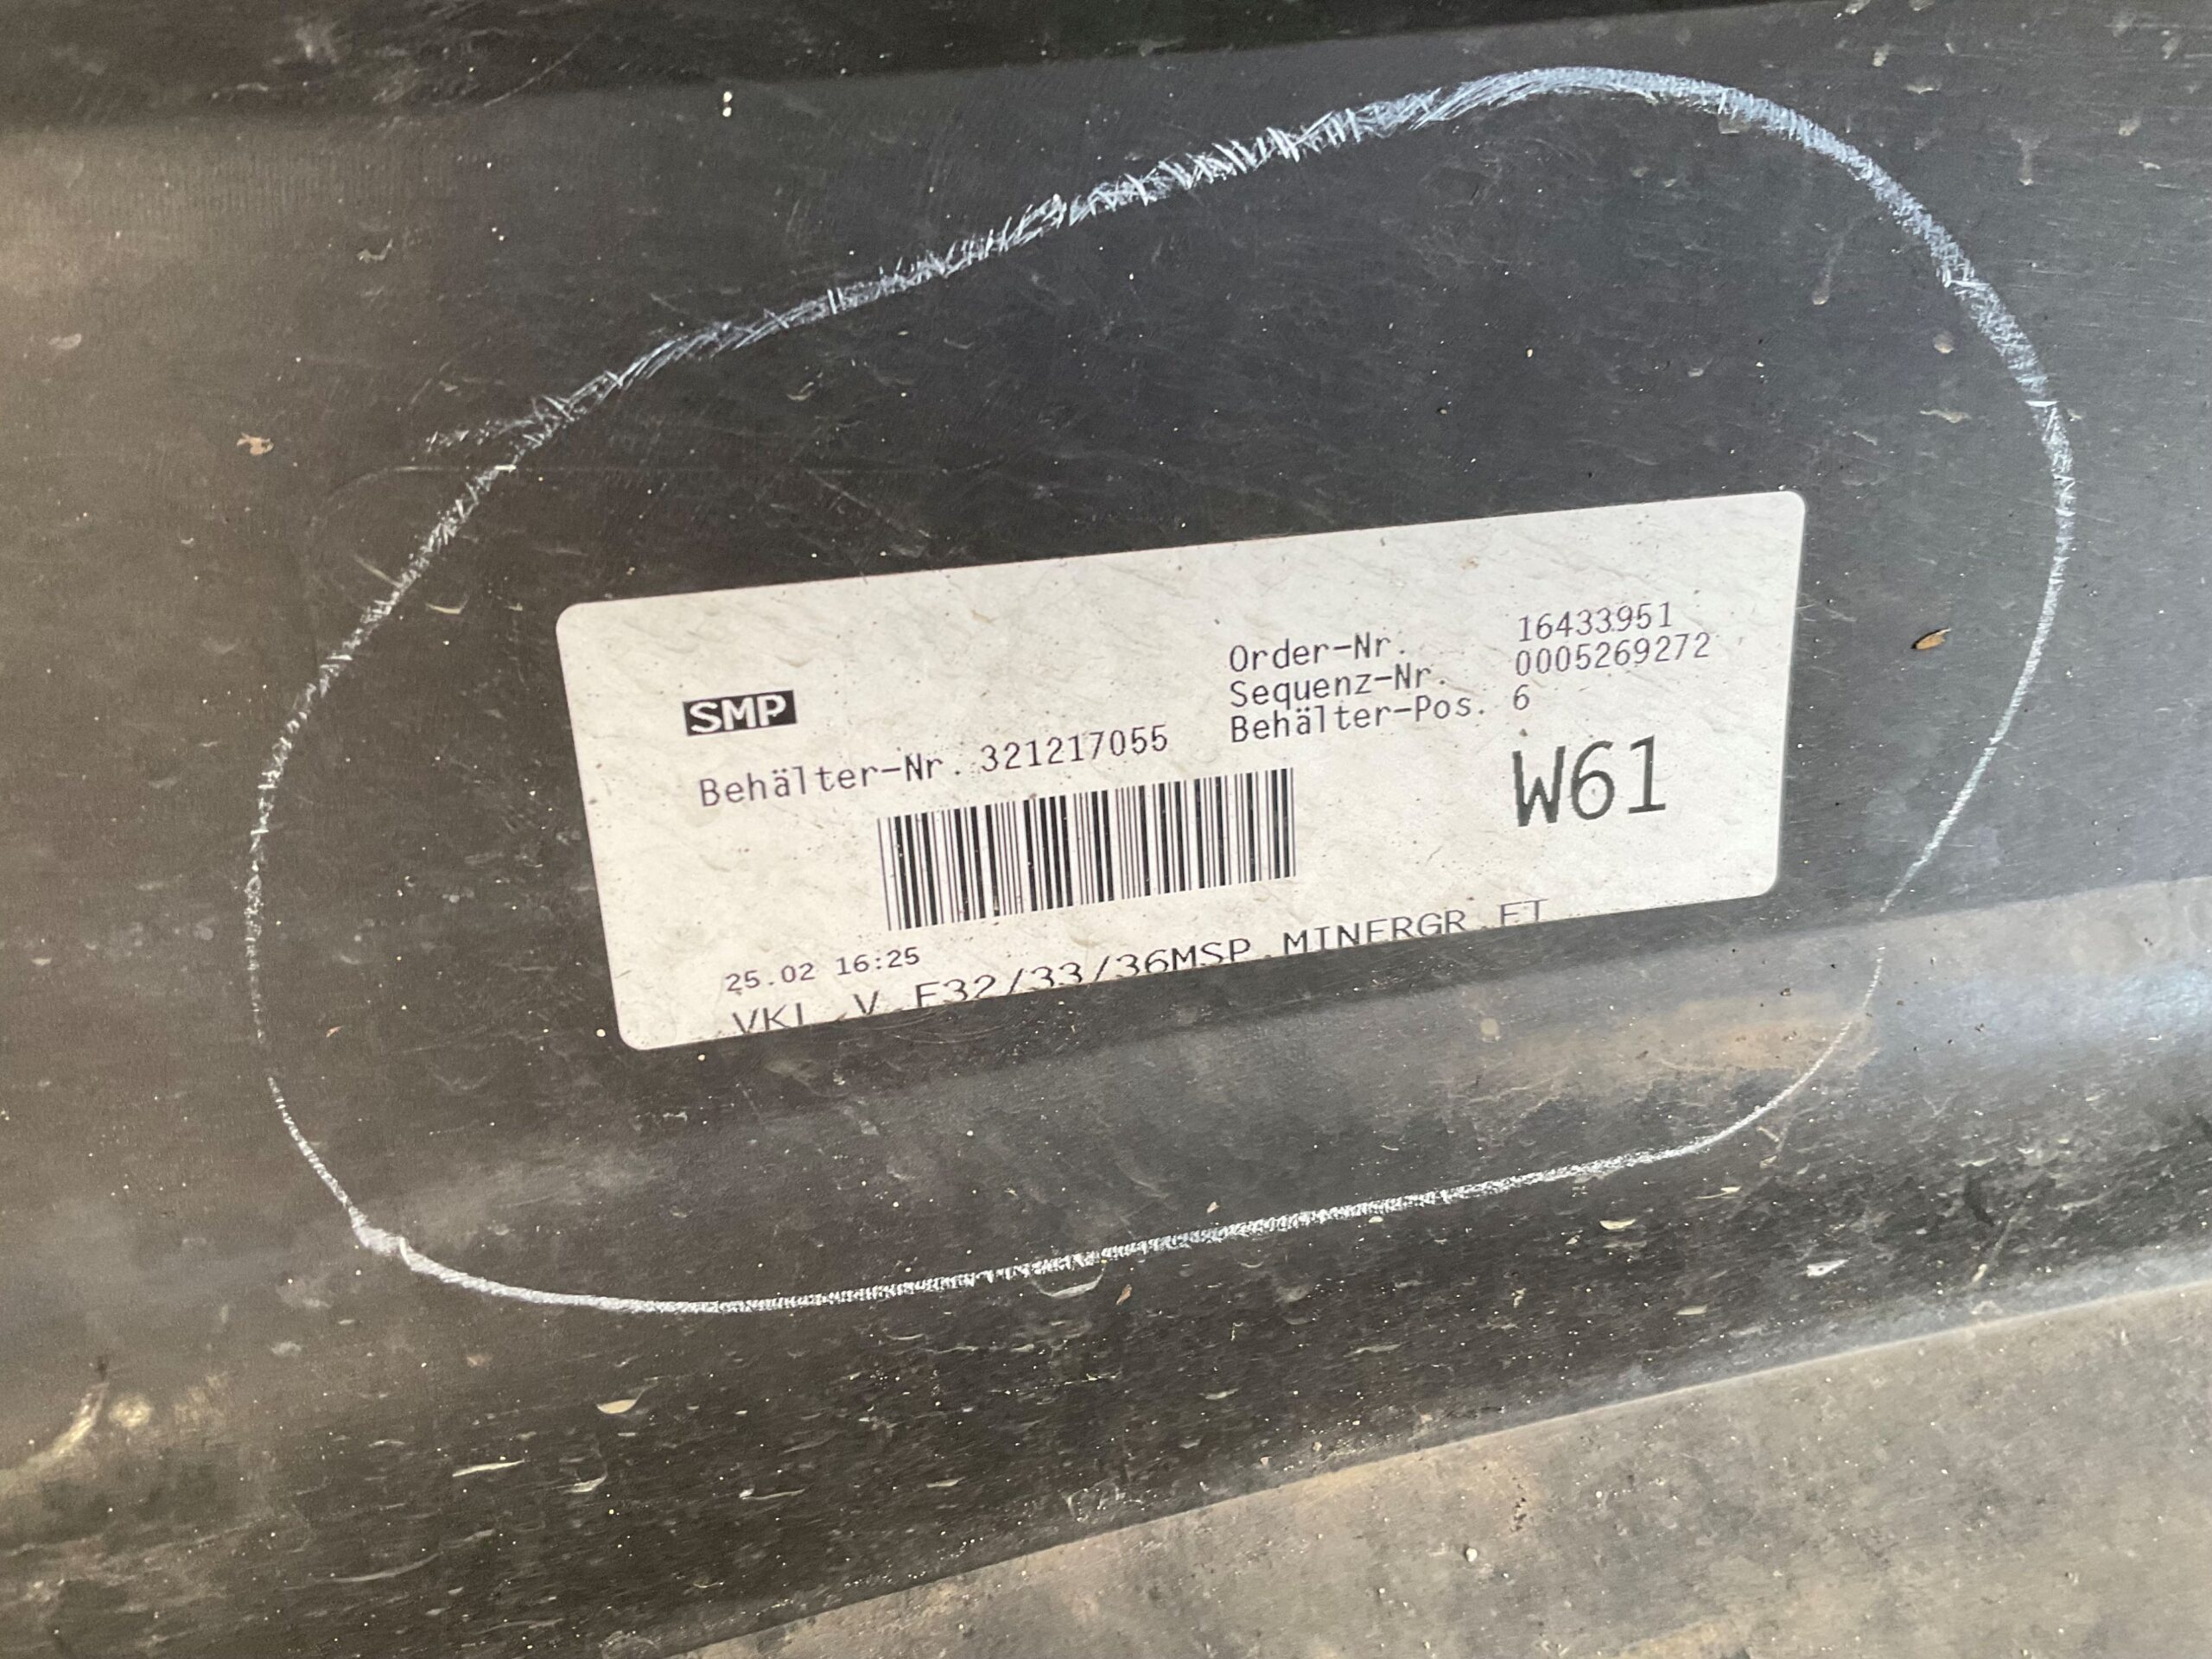 Order-Nr. 16433951
Sequenz-Nr. 0005269272
Behälter-Pos. 6
SMP
Behälter-Nr. 321217055
W61
25.02 16:25
VKL V F32/33/36MSP MINERGR ET